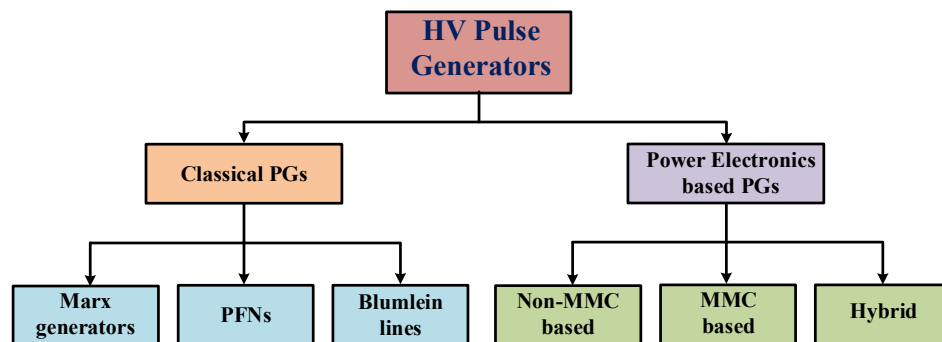 HV Pulse
Generators
Classical PGs
Power Electronics
based PGs
Marx
generators
PFNs
Blumlein
lines
Non-MMC
based
MMC
based
Hybrid